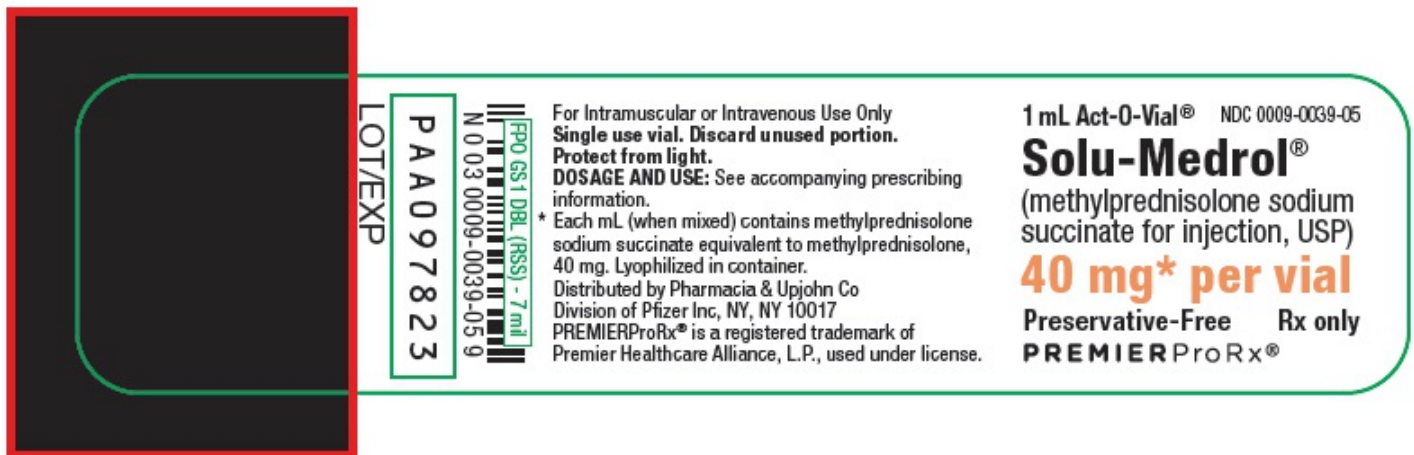 LOT/EXP
PAA097823
N 0 03 0009-0039-05 9
FPO GS1 DBL (RSS) - 7 mil
For Intramuscular or Intravenous Use Only
Single use vial. Discard unused portion.
Protect from light.
DOSAGE AND USE: See accompanying prescribing
information.
* Each mL (when mixed) contains methylprednisolone
sodium succinate equivalent to methylprednisolone,
40 mg. Lyophilized in container.
Distributed by Pharmacia & Upjohn Co
Division of Pfizer Inc, NY, NY 10017
PREMIERProRx® is a registered trademark of
Premier Healthcare Alliance, L.P., used under license.
1 mL Act-O-Vial® NDC 0009-0039-05
Solu-Medrol®
(methylprednisolone sodium
succinate for injection, USP)
40 mg* per vial
Preservative-Free Rx only
PREMIERProRx®